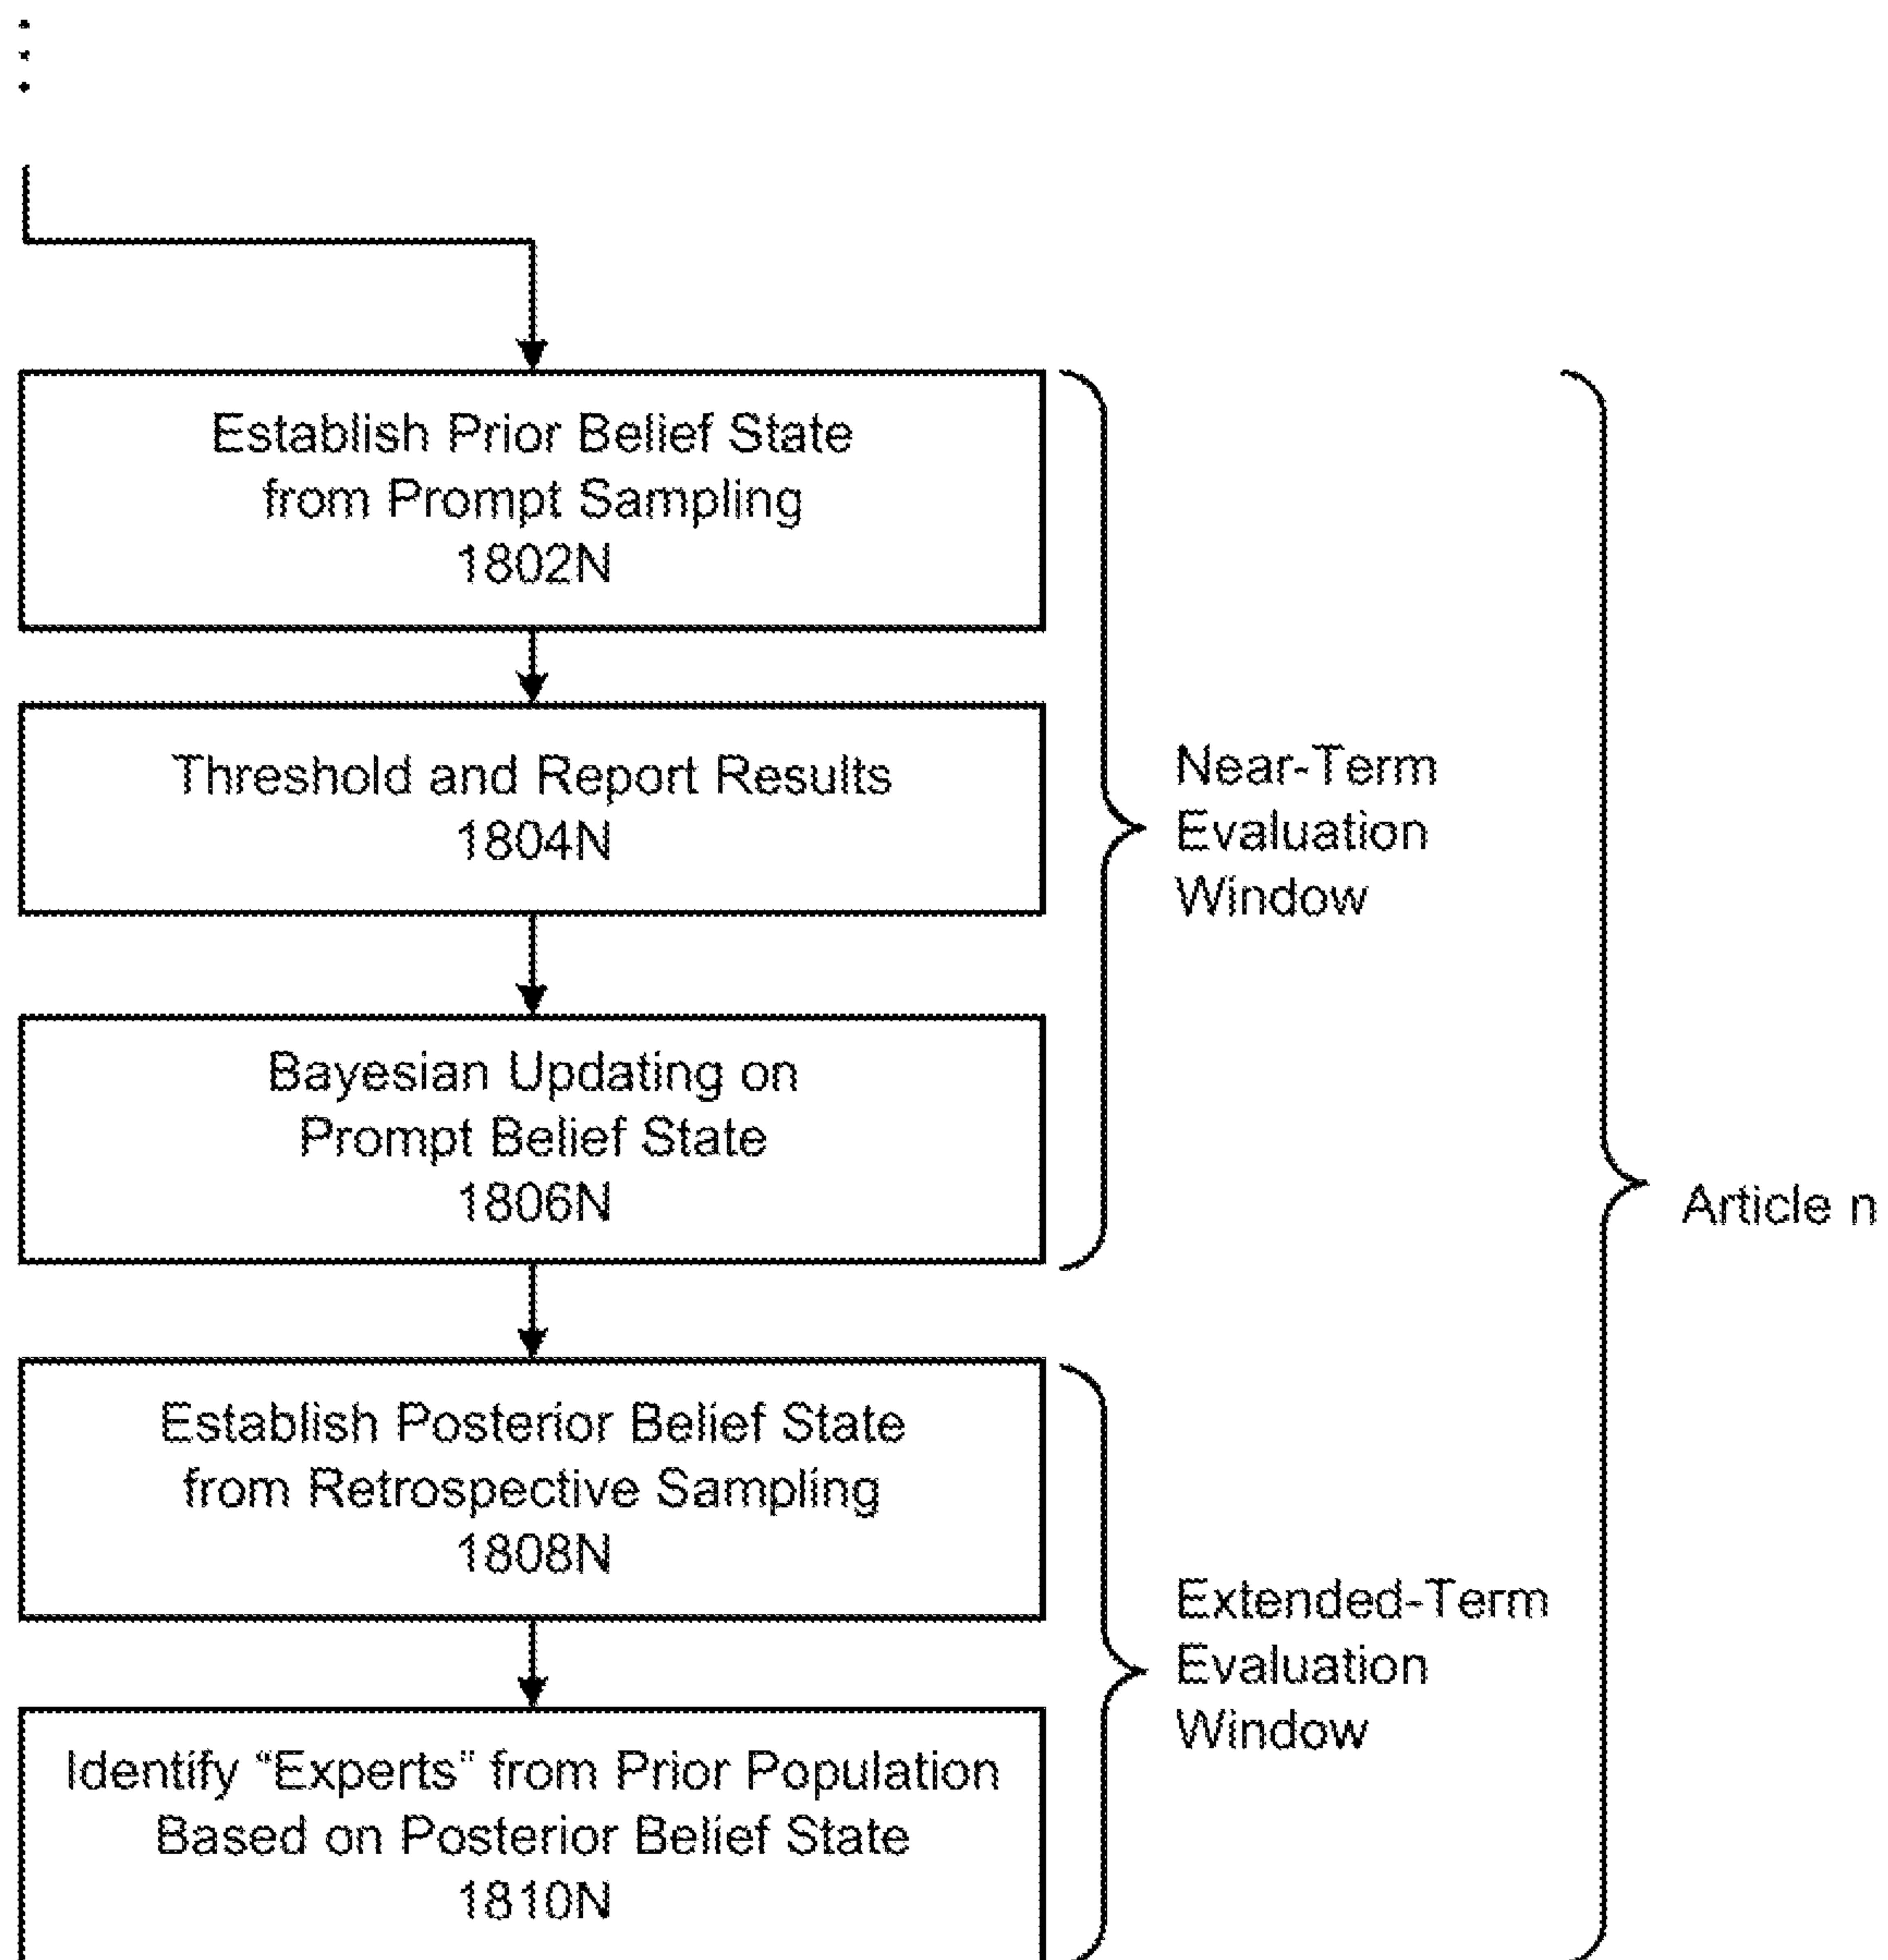 Establish Prior Belief State
from Prompt Sampling
1802N
Threshold and Report Results
1804N
Bayesian Updating on
Prompt Belief State
1806N
Near-Term
Evaluation
Window
Article n
Establish Posterior Belief State
from Retrospective Sampling
1808N
Identify “Experts” from Prior Population
Based on Posterior Belief State
1810N
Extended-Term
Evaluation
Window